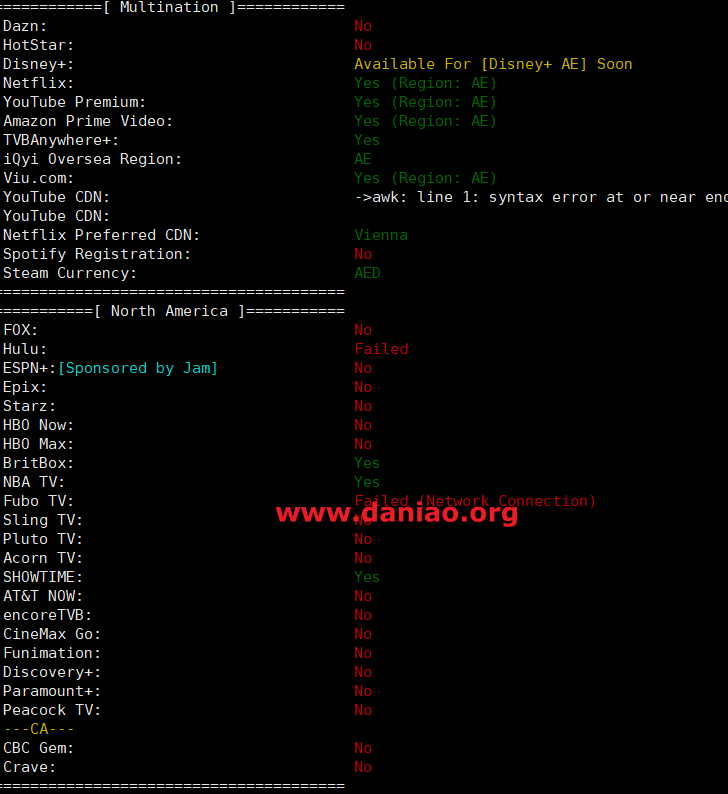 ============[ Multination ]============
Dazn: No
HotStar: No
Disney+: Available For [Disney+ AE] Soon
Netflix: Yes (Region: AE)
YouTube Premium: Yes (Region: AE)
Amazon Prime Video: Yes (Region: AE)
TVBAnywhere+: Yes
iQyi Oversea Region: AE
Viu.com: Yes (Region: AE)
YouTube CDN: ->awk: line 1: syntax error at or near end
YouTube CDN:
Netflix Preferred CDN: Vienna
Spotify Registration: No
Steam Currency: AED
=======================================
===========[ North America ]===========
FOX: No
Hulu: Failed
ESPN+:[Sponsored by Jam] No
Epix: No
Starz: No
HBO Now: No
HBO Max: No
BritBox: Yes
NBA TV: Yes
Fubo TV: Failed (Network Connection)
www.daniao.org
Sling TV: No
Pluto TV: No
Acorn TV: No
SHOWTIME: Yes
AT&T NOW: No
encoreTVB: No
CineMax Go: No
Funimation: No
Discovery+: No
Paramount+: No
Peacock TV: No
---CA---
CBC Gem: No
Crave: No
=======================================